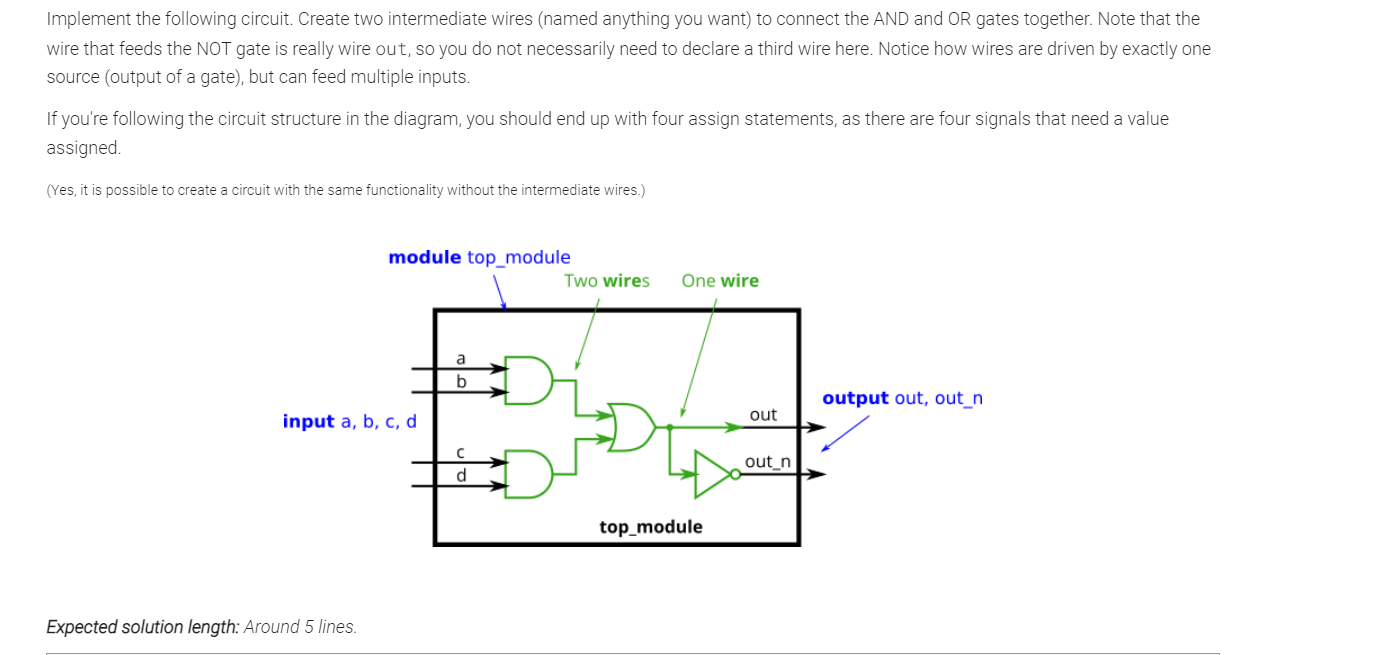 Implement the following circuit. Create two intermediate wires (named anything you want) to connect the AND and OR gates together. Note that the
wire that feeds the NOT gate is really wire out, so you do not necessarily need to declare a third wire here. Notice how wires are driven by exactly one
source (output of a gate), but can feed multiple inputs.
If you're following the circuit structure in the diagram, you should end up with four assign statements, as there are four signals that need a value
assigned.
(Yes, it is possible to create a circuit with the same functionality without the intermediate wires.)
module top_module
Two wires One wire
a
b
output out, out_n
out
input a, b, c, d
c
out_n
d
top_module
Expected solution length: Around 5 lines.